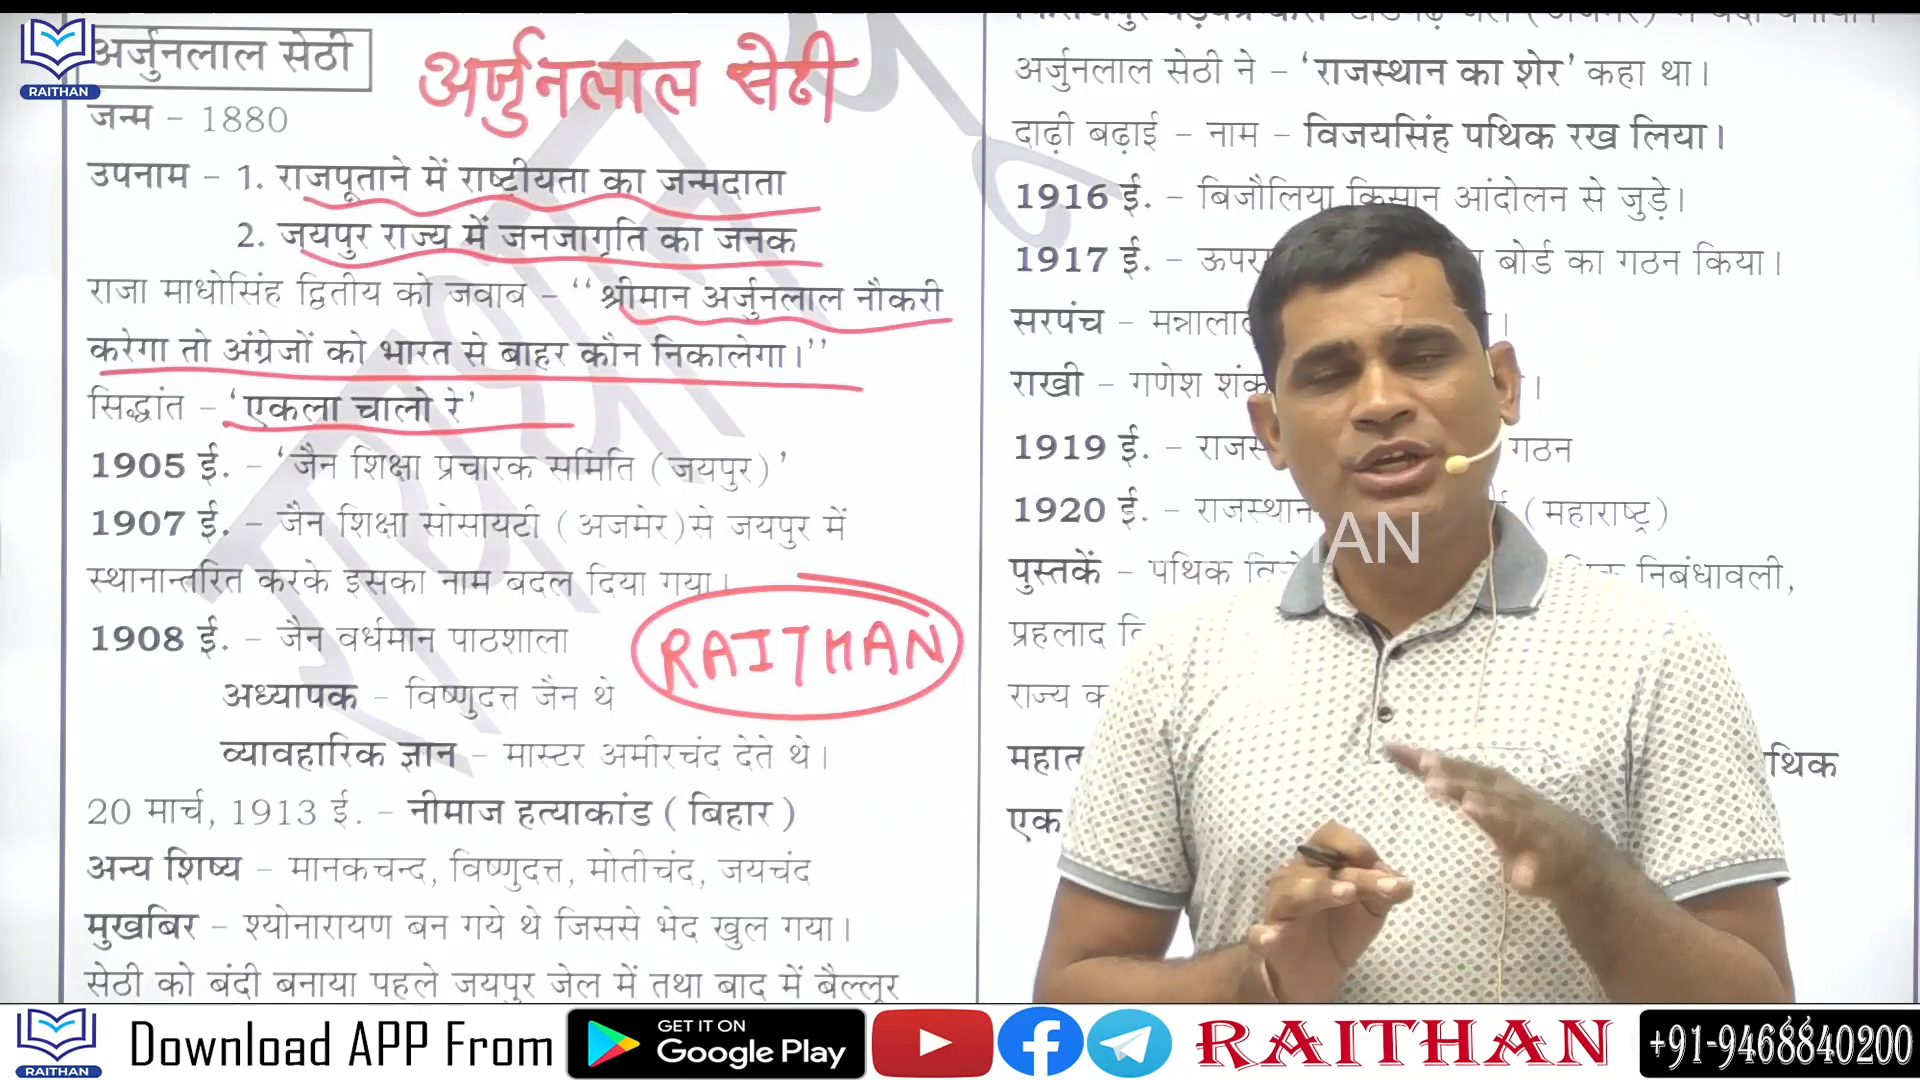 RAITHAN
अर्जुनलाल सेठी
अर्जुनलाल सेठी
जन्म - 1880
उपनाम - 1. राजपूताने में राष्ट्रीयता का जन्मदाता
2. जयपुर राज्य में जनजागृति का जनक
राजा माधोसिंह द्वितीय को जवाब - ‘‘श्रीमान अर्जुनलाल नौकरी
करेगा तो अंग्रेजों को भारत से बाहर कौन निकालेगा।’’
सिद्धांत - ‘एकला चालो रे’
1905 ई. - ‘जैन शिक्षा प्रचारक समिति (जयपुर)’
1907 ई. - जैन शिक्षा सोसायटी (अजमेर)से जयपुर में
स्थानान्तरित करके इसका नाम बदल दिया गया।
1908 ई. - जैन वर्धमान पाठशाला
RAITHAN
अध्यापक - विष्णुदत्त जैन थे
व्यावहारिक ज्ञान - मास्टर अमीरचंद देते थे।
20 मार्च, 1913 ई. - नीमाज हत्याकांड ( बिहार )
अन्य शिष्य - मानकचन्द, विष्णुदत्त, मोतीचंद, जयचंद
मुखबिर - श्योनारायण बन गये थे जिससे भेद खुल गया।
सेठी को बंदी बनाया पहले जयपुर जेल में तथा बाद में बैल्लूर
अर्जुनलाल सेठी ने - ‘राजस्थान का शेर’ कहा था।
दाढ़ी बढ़ाई - नाम - विजयसिंह पथिक रख लिया।
1916 ई. - बिजौलिया किसान आंदोलन से जुड़े।
1917 ई. - बोर्ड का गठन किया।
सरपंच -
राखी - गणेश
1919 ई. - गठन
1920 ई. - राजस्थान (महाराष्ट्र)
पुस्तकें - पथिक निबंधावली,
प्रहलाद
राज्य
एक
Download APP From
GET IT ON
Google Play
RAITHAN
+91-9468840200
RAITHAN